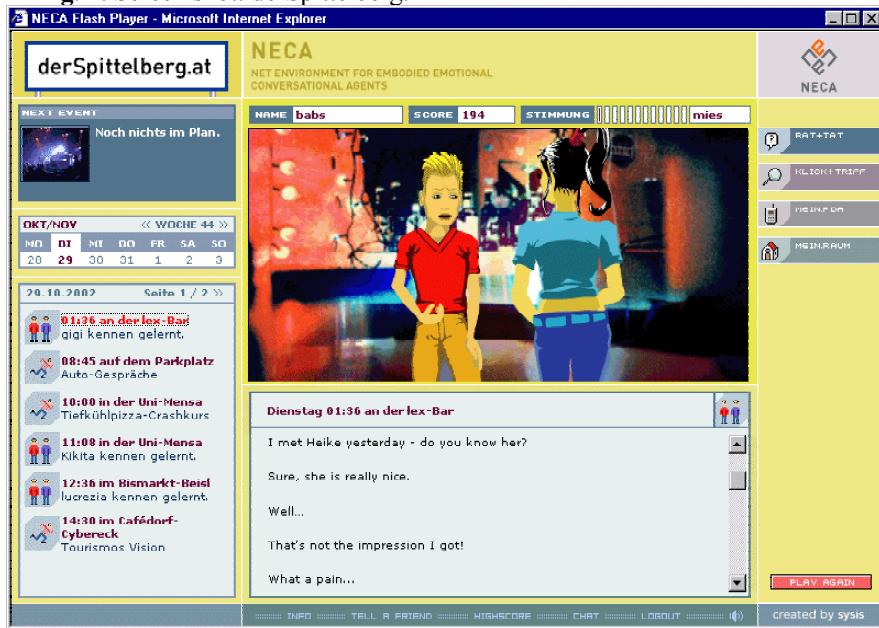 NECA Flash Player - Microsoft Internet Explorer
derSpittelberg.at
NECA
NET ENVIRONMENT FOR EMBODIED EMOTIONAL
CONVERSATIONAL AGENTS
NECA
NEXT EVENT
Noch nichts im Plan.
NAME babs SCORE 194 STIMMUNG mies
RAT+TAT
KLICK+TRIFF
MEIN.PDA
MEIN.RAUM
OKT/NOV << WOCHE 44 >>
MO DI MI DO FR SA SO
28 29 30 31 1 2 3
29.10.2002 Seite 1 / 2 >>
01:36 an der lex-Bar
gigi kennen gelernt.
08:45 auf dem Parkplatz
Auto-Gespräche
10:00 in der Uni-Mensa
Tiefkühlpizza-Crashkurs
11:08 in der Uni-Mensa
Kikita kennen gelernt.
12:36 im Bismarkt-Beisl
lucrezia kennen gelernt.
14:30 im Cafédorf-
Cybereck
Tourismos Vision
Dienstag 01:36 an der lex-Bar
I met Heike yesterday - do you know her?
Sure, she is really nice.
Well...
That's not the impression I got!
What a pain...
PLAY AGAIN
INFO TELL A FRIEND HIGHSCORE CHAT LOGOUT
created by sysis